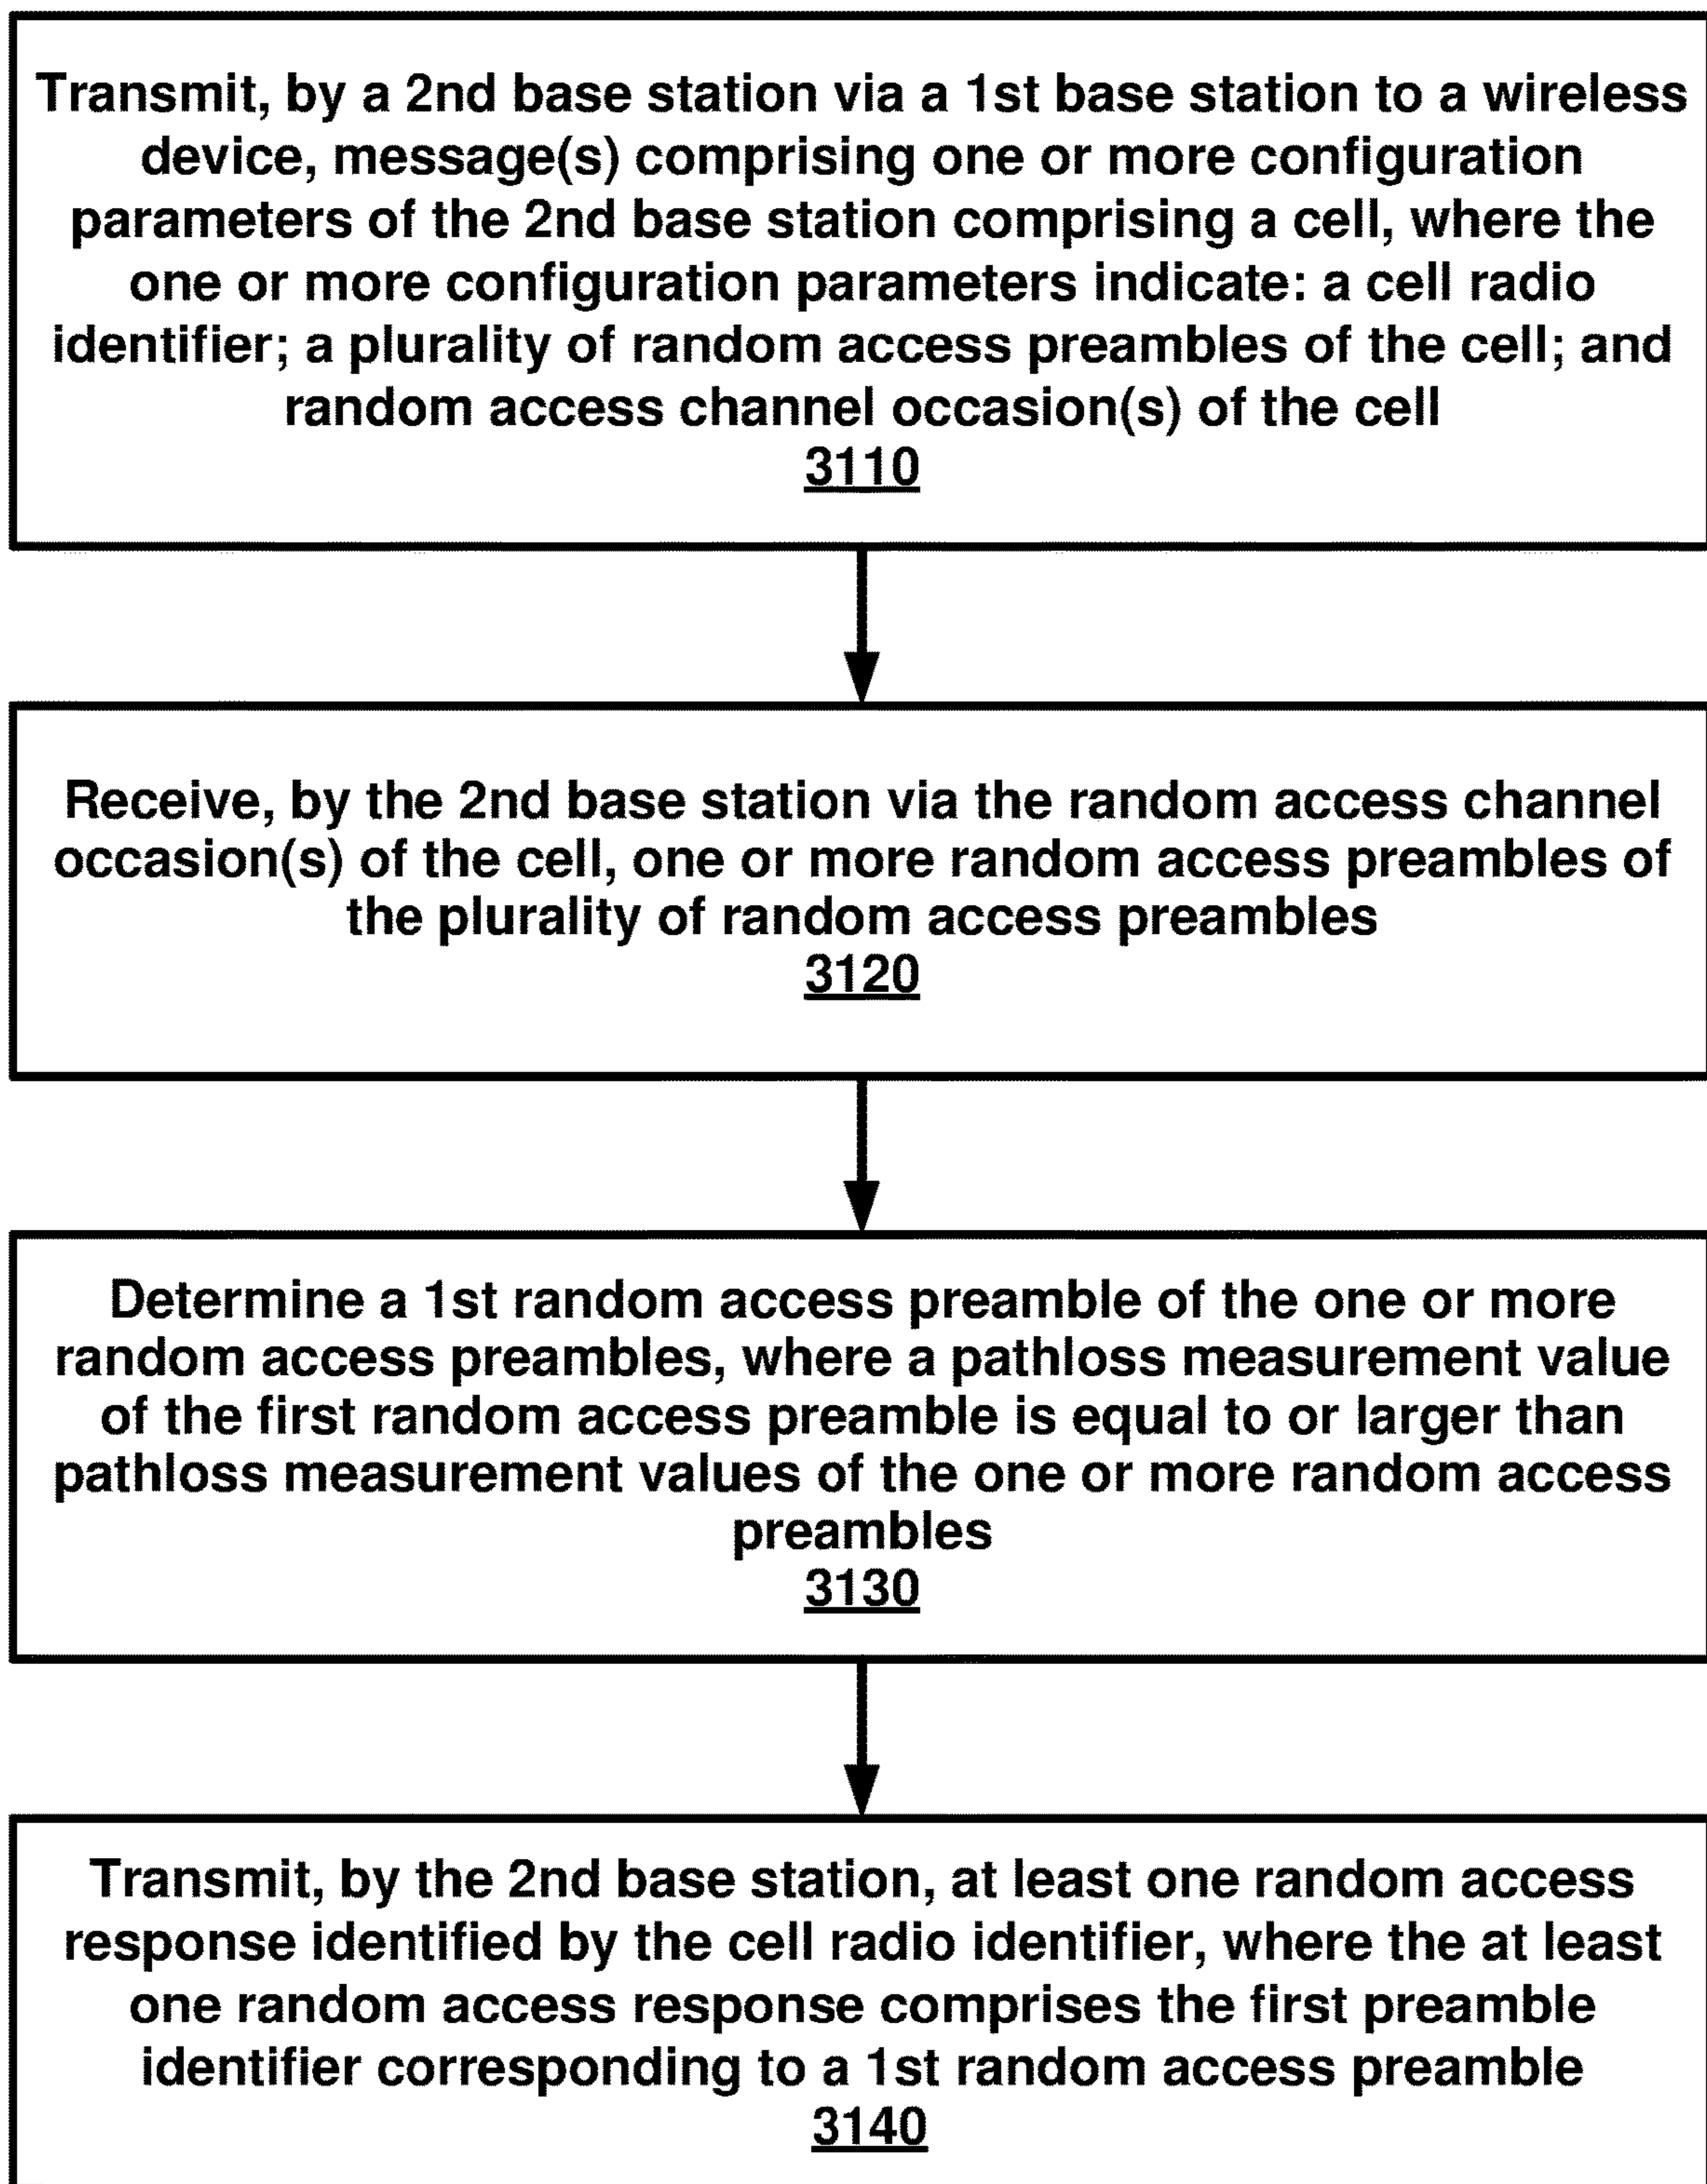 Transmit, by a 2nd base station via a 1st base station to a wireless
device, message(s) comprising one or more configuration
parameters of the 2nd base station comprising a cell, where the
one or more configuration parameters indicate: a cell radio
identifier; a plurality of random access preambles of the cell; and
random access channel occasion(s) of the cell
3110
Receive, by the 2nd base station via the random access channel
occasion(s) of the cell, one or more random access preambles of
the plurality of random access preambles
3120
Determine a 1st random access preamble of the one or more
random access preambles, where a pathloss measurement value
of the first random access preamble is equal to or larger than
pathloss measurement values of the one or more random access
preambles
3130
Transmit, by the 2nd base station, at least one random access
response identified by the cell radio identifier, where the at least
one random access response comprises the first preamble
identifier corresponding to a 1st random access preamble
3140